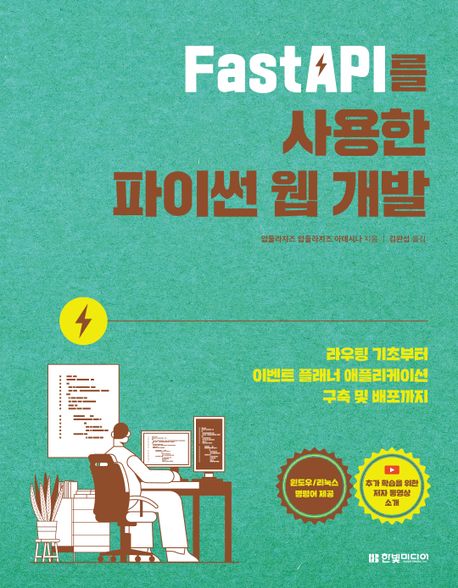 FastAPI를
사용한
파이썬 웹 개발
압둘라지즈 압둘라지즈 아데시나 지음 | 김완섭 옮김
라우팅 기초부터
이벤트 플래너 애플리케이션
구축 및 배포까지
윈도우/리눅스
명령어 제공
추가 학습을 위한
저자 동영상
소개
한빛미디어